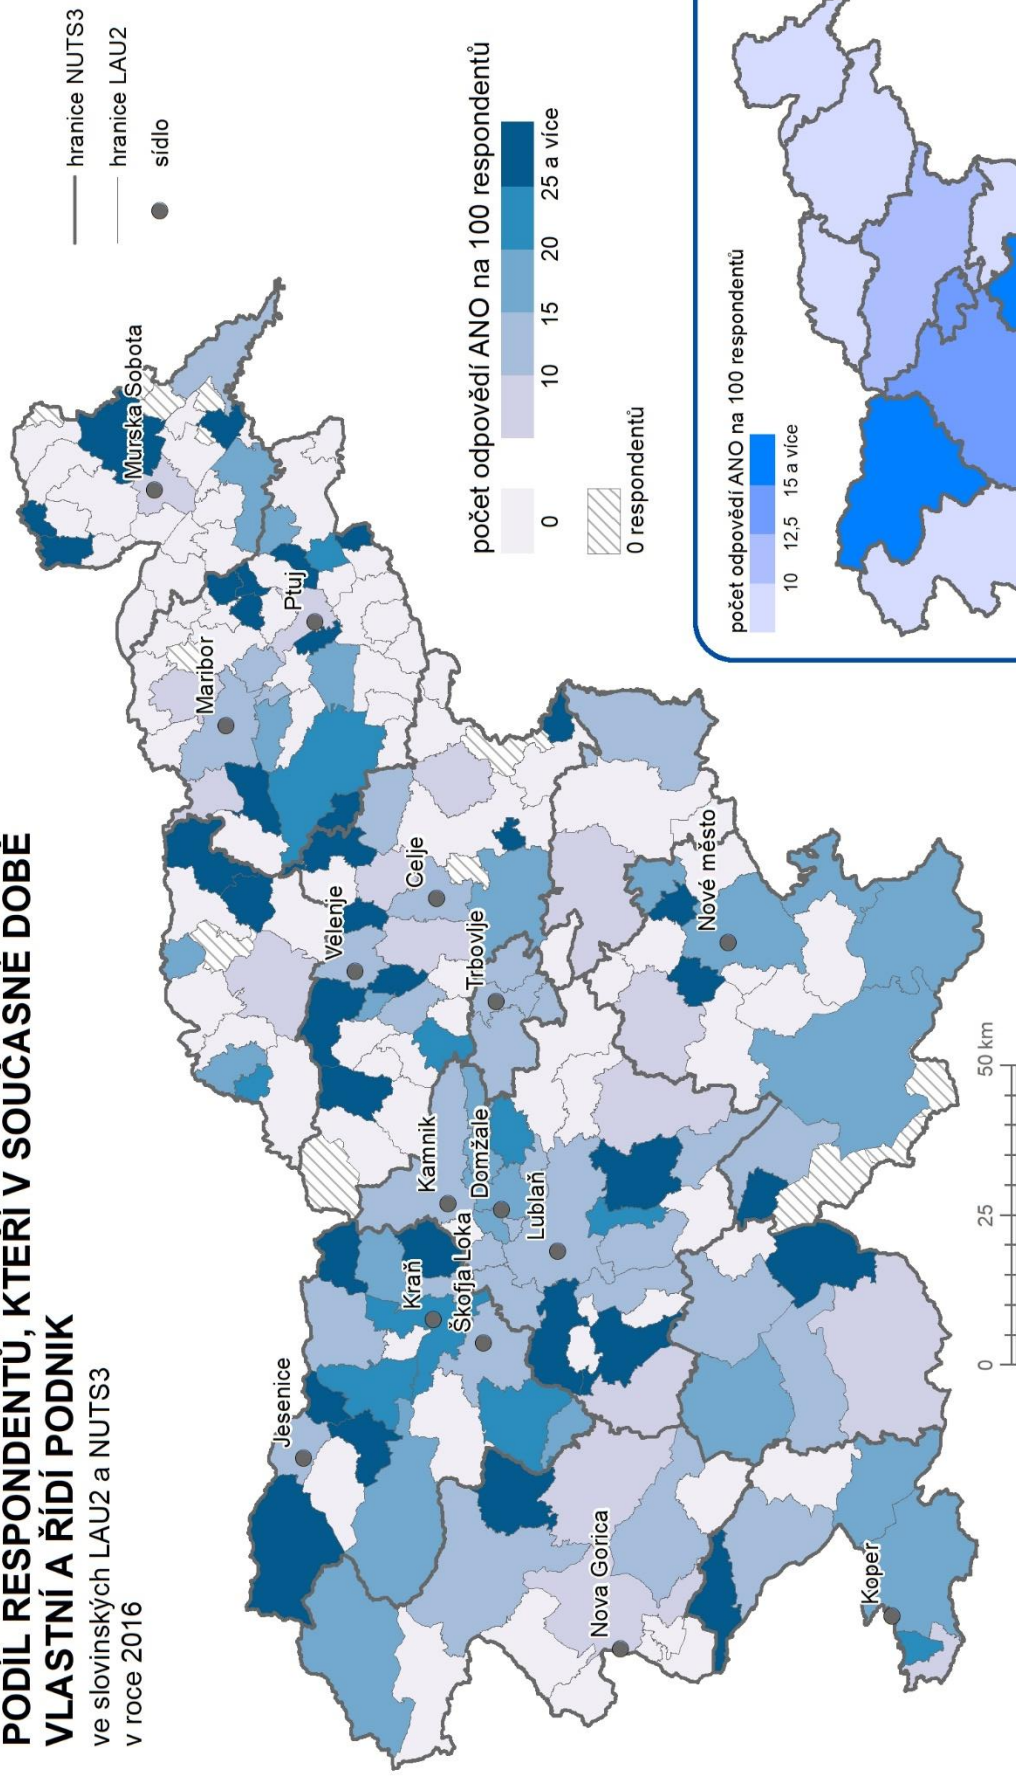 PODÍL RESPONDENTŮ, KTEŘÍ V SOUČASNÉ DOBĚ
VLASTNÍ A ŘÍDÍ PODNIK
ve slovinských LAU2 a NUTS3
v roce 2016
hranice NUTS3
hranice LAU2
sídlo
Murska Sobota
Maribor
Ptuj
Jesenice
Velenje
Celje
Kraň
Kamnik
Škofja Loka
Domžale
Trbovlje
Lublaň
Nova Gorica
Nové město
Koper
počet odpovědí ANO na 100 respondentů
0
10
15
20
25 a více
0 respondentů
počet odpovědí ANO na 100 respondentů
10
12,5
15 a více
0
25
50 km